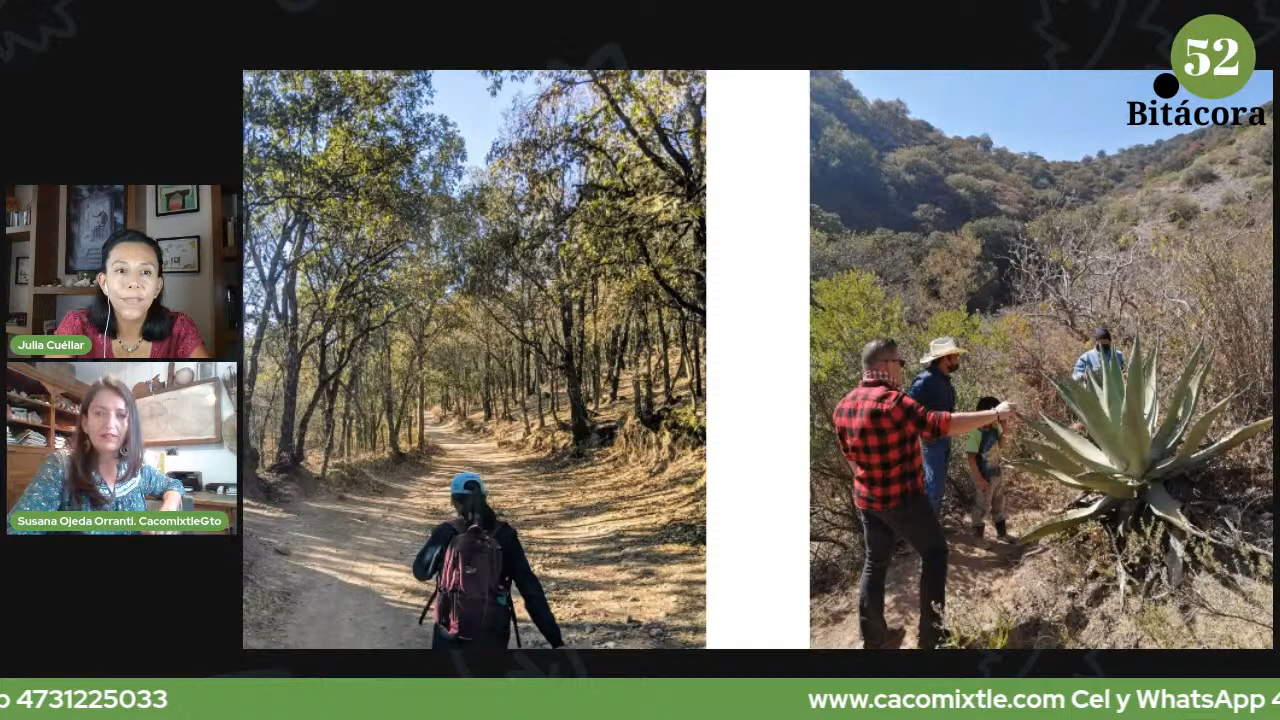 52
Bitácora
Julia Cuéllar
Susana Ojeda Orranti. CacomixtleGto
o 4731225033
www.cacomixtle.com Cel y WhatsApp 4